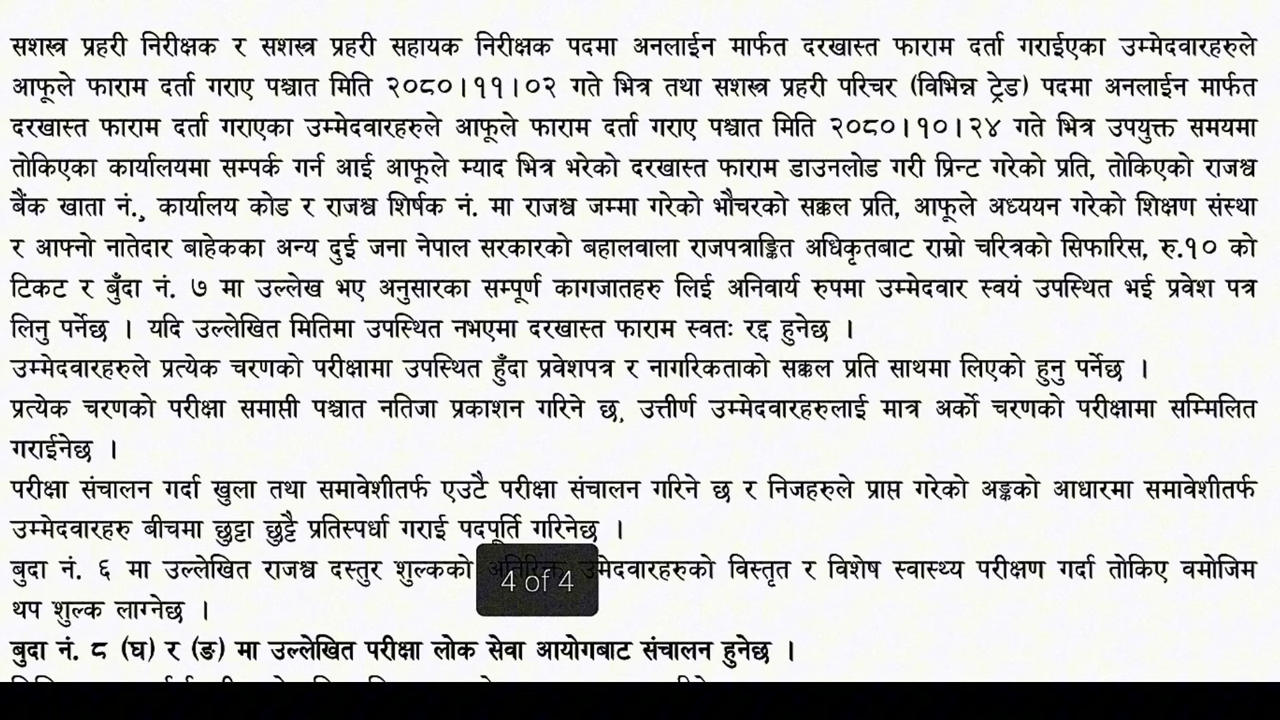 सशस्त्र प्रहरी निरीक्षक र सशस्त्र प्रहरी सहायक निरीक्षक पदमा अनलाईन मार्फत दरखास्त फाराम दर्ता गराईएका उम्मेदवारहरुले
आफूले फाराम दर्ता गराए पश्चात मिति २०८०।११।०२ गते भित्र तथा सशस्त्र प्रहरी परिचर (विभिन्न ट्रेड) पदमा अनलाईन मार्फत
दरखास्त फाराम दर्ता गराएका उम्मेदवारहरुले आफूले फाराम दर्ता गराए पश्चात मिति २०८०।१०।२४ गते भित्र उपयुक्त समयमा
तोकिएका कार्यालयमा सम्पर्क गर्न आई आफूले म्याद भित्र भरेको दरखास्त फाराम डाउनलोड गरी प्रिन्ट गरेको प्रति, तोकिएको राजश्व
बैंक खाता नं., कार्यालय कोड र राजश्व शिर्षक नं. मा राजश्व जम्मा गरेको भौचरको सक्कल प्रति, आफूले अध्ययन गरेको शिक्षण संस्था
र आफ्नो नातेदार बाहेकका अन्य दुई जना नेपाल सरकारको बहालवाला राजपत्राङ्कित अधिकृतबाट राम्रो चरित्रको सिफारिस, रु.१० को
टिकट र बुँदा नं. ७ मा उल्लेख भए अनुसारका सम्पूर्ण कागजातहरु लिई अनिवार्य रुपमा उम्मेदवार स्वयं उपस्थित भई प्रवेश पत्र
लिनु पर्नेछ । यदि उल्लेखित मितिमा उपस्थित नभएमा दरखास्त फाराम स्वतः रद्द हुनेछ ।
उम्मेदवारहरुले प्रत्येक चरणको परीक्षामा उपस्थित हुँदा प्रवेशपत्र र नागरिकताको सक्कल प्रति साथमा लिएको हुनु पर्नेछ ।
प्रत्येक चरणको परीक्षा समाप्ती पश्चात नतिजा प्रकाशन गरिने छ, उत्तीर्ण उम्मेदवारहरुलाई मात्र अर्को चरणको परीक्षामा सम्मिलित
गराईनेछ ।
परीक्षा संचालन गर्दा खुला तथा समावेशीतर्फ एउटै परीक्षा संचालन गरिने छ र निजहरुले प्राप्त गरेको अङ्कको आधारमा समावेशीतर्फ
उम्मेदवारहरु बीचमा छुट्टा छुट्टै प्रतिस्पर्धा गराई पदपूर्ति गरिनेछ ।
बुदा नं. ६ मा उल्लेखित राजश्व दस्तुर शुल्कको अतिरिक्त उमेदवारहरुको विस्तृत र विशेष स्वास्थ्य परीक्षण गर्दा तोकिए वमोजिम
4 of 4
थप शुल्क लाग्नेछ ।
बुदा नं. ८ (घ) र (ङ) मा उल्लेखित परीक्षा लोक सेवा आयोगबाट संचालन हुनेछ ।